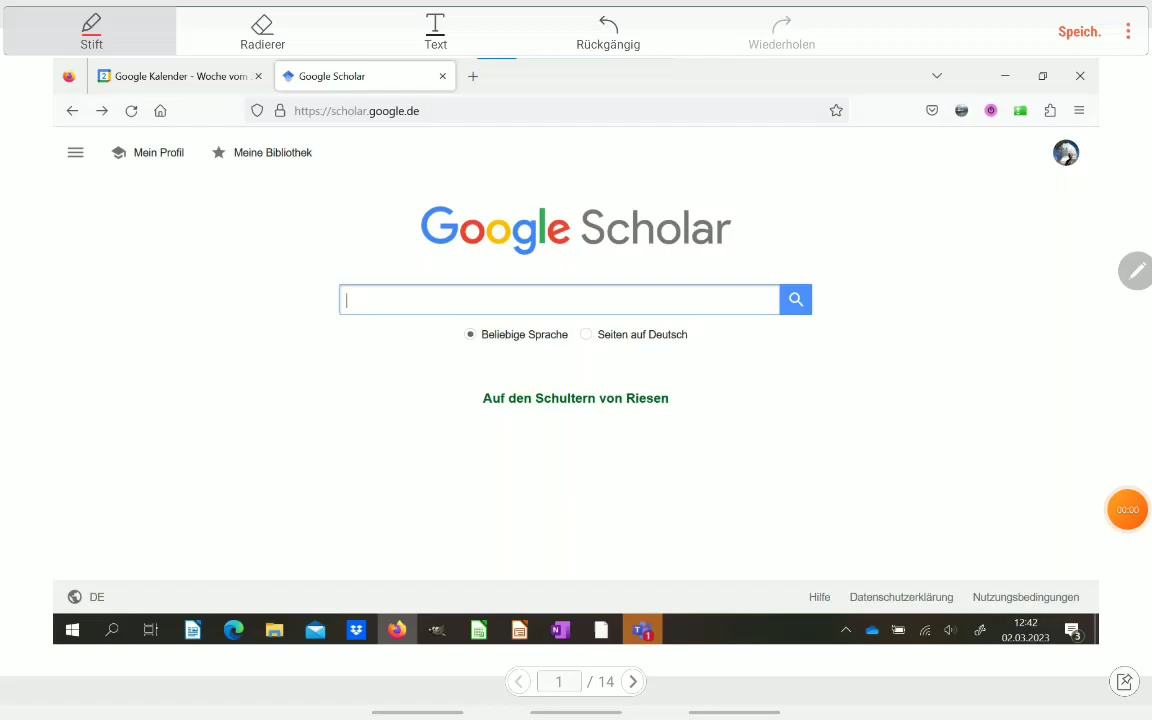 Stift
Radierer
Text
Rückgängig
Wiederholen
Speich.
Google Kalender - Woche vom
Google Scholar
https://scholar.google.de
Mein Profil
Meine Bibliothek
Google Scholar
Beliebige Sprache
Seiten auf Deutsch
Auf den Schultern von Riesen
00:00
DE
Hilfe
Datenschutzerklärung
Nutzungsbedingungen
12:42
02.03.2023
3
1
1 / 14